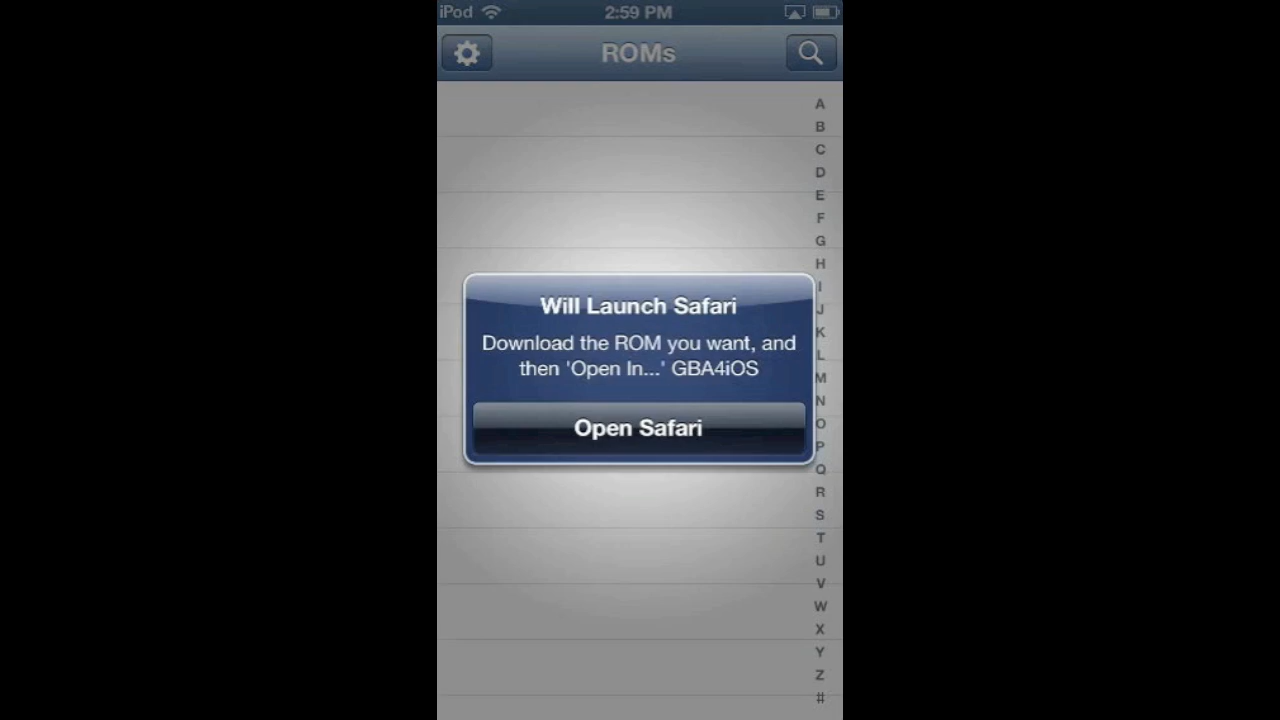 iPod 2:59 PM
ROMs
A
B
C
D
E
F
G
H
I
J
K
L
M
N
O
P
Q
R
S
T
U
V
W
X
Y
Z
#
Will Launch Safari
Download the ROM you want, and
then 'Open In...' GBA4iOS
Open Safari